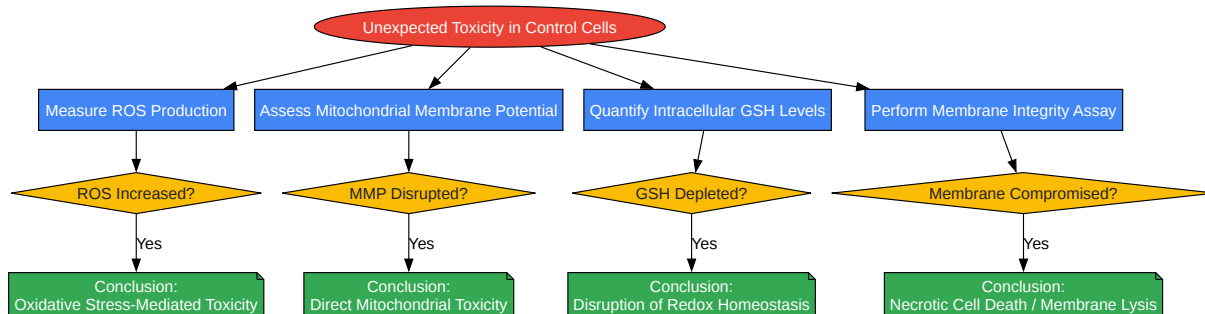 Unexpected Toxicity in Control Cells
Measure ROS Production
Assess Mitochondrial Membrane Potential
Quantify Intracellular GSH Levels
Perform Membrane Integrity Assay
ROS Increased?
MMP Disrupted?
GSH Depleted?
Membrane Compromised?
Yes
Yes
Yes
Yes
Conclusion:
Oxidative Stress-Mediated Toxicity
Conclusion:
Direct Mitochondrial Toxicity
Conclusion:
Disruption of Redox Homeostasis
Conclusion:
Necrotic Cell Death / Membrane Lysis